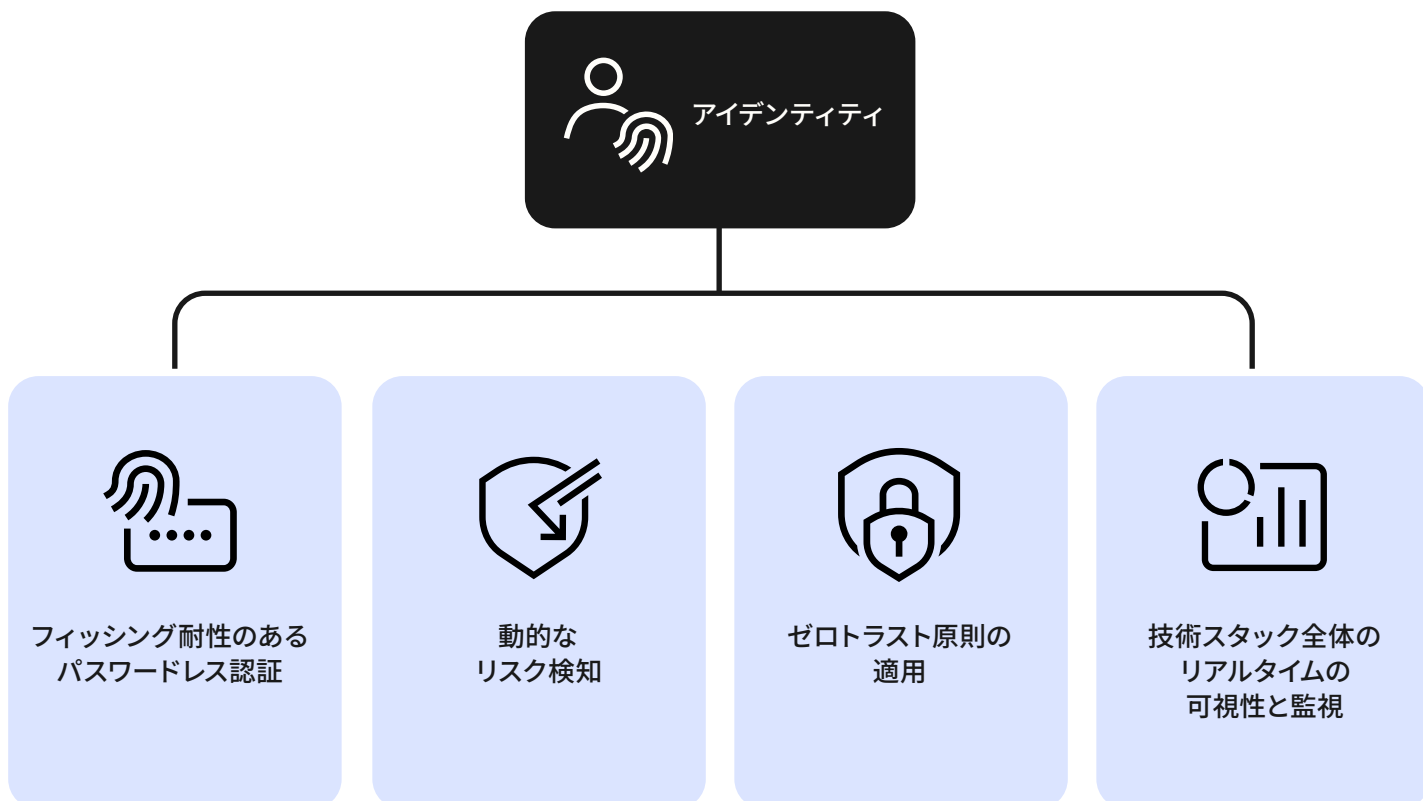 アイデンティティ
フィッシング耐性のある
パスワードレス認証
動的な
リスク検知
ゼロトラスト原則の
適用
技術スタック全体の
リアルタイムの
可視性と監視